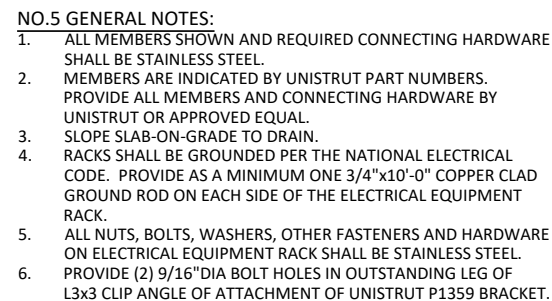 NO.5 GENERAL NOTES:
1. ALL MEMBERS SHOWN AND REQUIRED CONNECTING HARDWARE
SHALL BE STAINLESS STEEL.
2. MEMBERS ARE INDICATED BY UNISTRUT PART NUMBERS.
PROVIDE ALL MEMBERS AND CONNECTING HARDWARE BY
UNISTRUT OR APPROVED EQUAL.
3. SLOPE SLAB-ON-GRADE TO DRAIN.
4. RACKS SHALL BE GROUNDED PER THE NATIONAL ELECTRICAL
CODE. PROVIDE AS A MINIMUM ONE 3/4"x10'-0" COPPER CLAD
GROUND ROD ON EACH SIDE OF THE ELECTRICAL EQUIPMENT
RACK.
5. ALL NUTS, BOLTS, WASHERS, OTHER FASTENERS AND HARDWARE
ON ELECTRICAL EQUIPMENT RACK SHALL BE STAINLESS STEEL.
6. PROVIDE (2) 9/16"DIA BOLT HOLES IN OUTSTANDING LEG OF
L3x3 CLIP ANGLE OF ATTACHMENT OF UNISTRUT P1359 BRACKET.